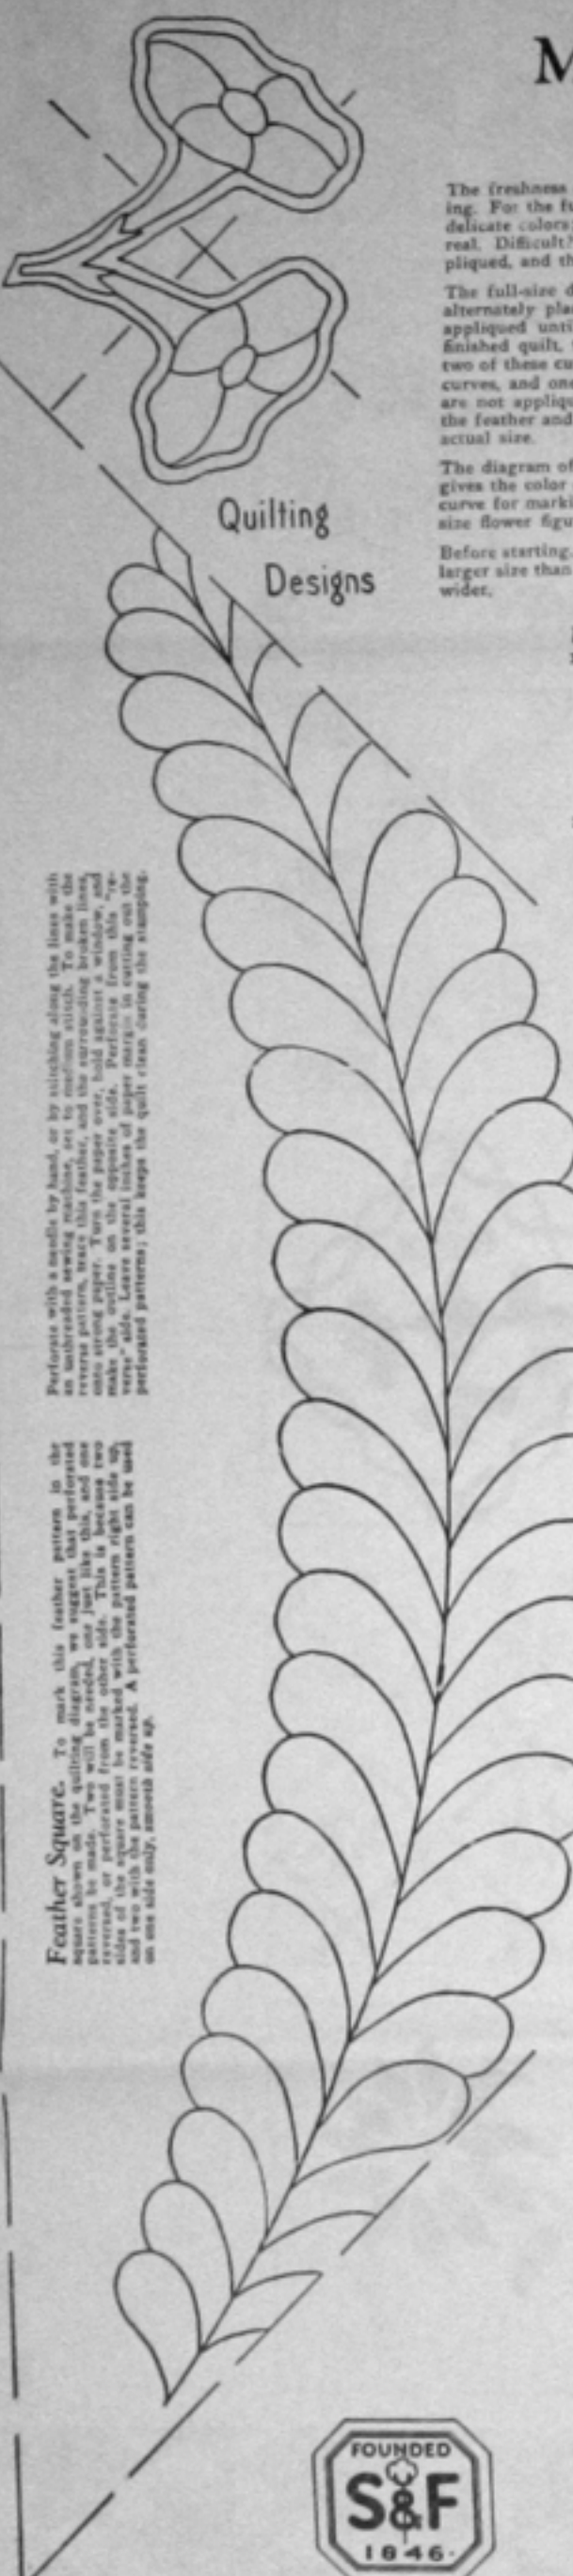 M
The freshness
ing. For the fu
delicate colors;
real. Difficult?
pliqued, and th
The full-size d
alternately pla
appliqued unti
finished quilt,
two of these cu
curves, and one
are not appliqu
the feather and
actual size.
The diagram of
gives the color
curve for marki
size flower figu
Before starting,
larger size than
wider.
Quilting
Designs
Perforate with a needle by hand, or by stitching along the lines with
an unthreaded sewing machine, set to medium stitch. To make the
reverse pattern, trace this feather, and the surrounding broken lines,
onto strong paper. Turn the paper over, hold against a window, and
make the outline on the opposite side. Perforate from this "re-
verse" side. Leave several inches of paper margin in cutting out the
perforated patterns; this keeps the quilt clean during the stamping.
Feather Square. To mark this feather pattern in the
square shown on the quilting diagram, we suggest that perforated
patterns be made. Two will be needed, one just like this, and one
reversed, or perforated from the other side. This is because two
sides of the square must be marked with the pattern right side up,
and two with the pattern reversed. A perforated pattern can be used
on one side only, smooth side up.
FOUNDED
S&F
1846